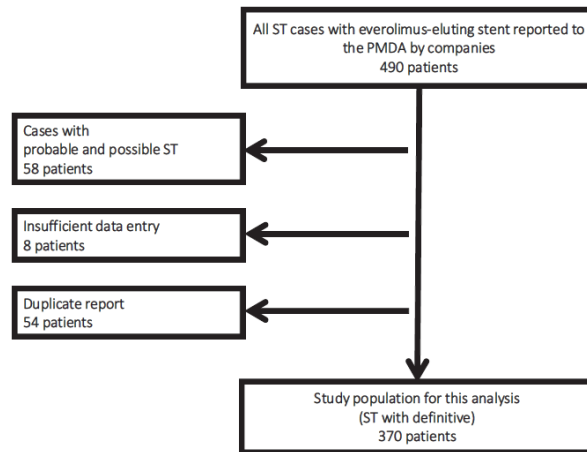 All ST cases with everolimus-eluting stent reported to
the PMDA by companies
490 patients
Cases with
probable and possible ST
58 patients
Insufficient data entry
8 patients
Duplicate report
54 patients
Study population for this analysis
(ST with definitive)
370 patients